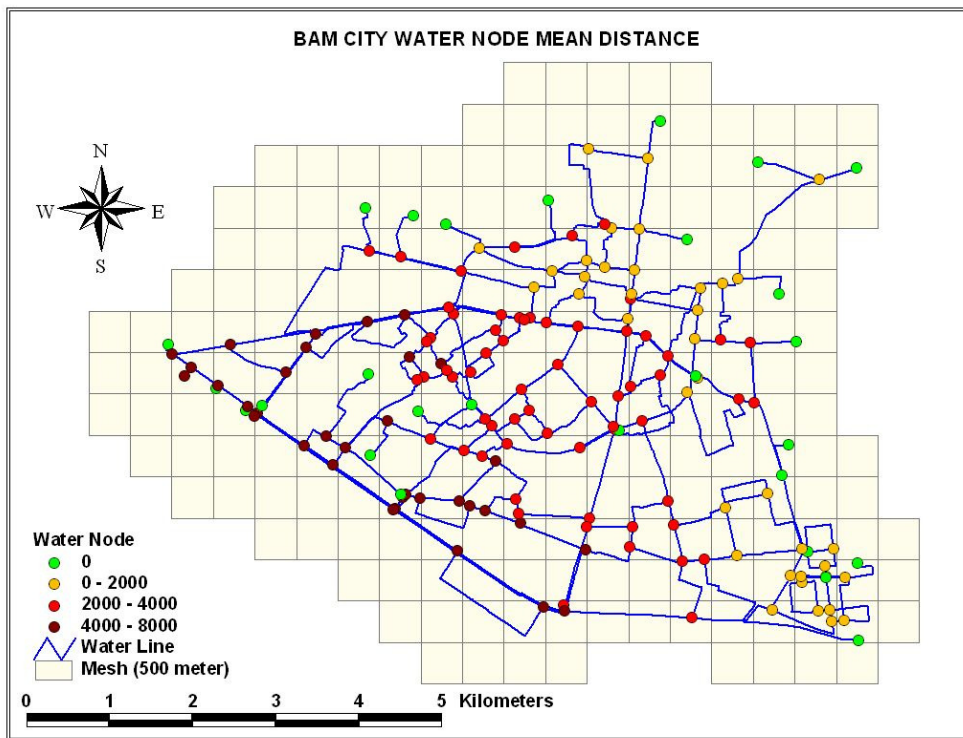 BAM CITY WATER NODE MEAN DISTANCE
N
W E
S
Water Node
0
0 - 2000
2000 - 4000
4000 - 8000
Water Line
Mesh (500 meter)
0 1 2 3 4 5 Kilometers